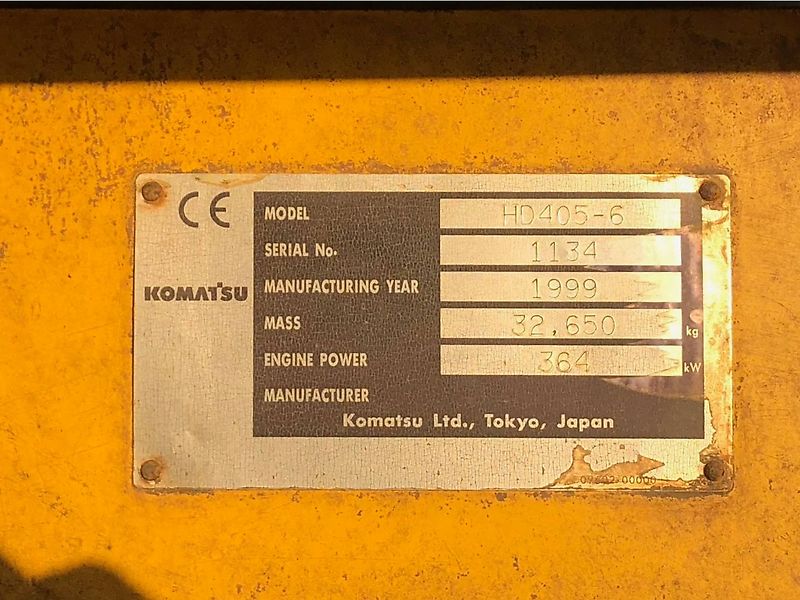 CE
KOMATSU
MODEL HD405-6
SERIAL No. 1134
MANUFACTURING YEAR 1999
MASS 32,650 kg
ENGINE POWER 364 kW
MANUFACTURER
Komatsu Ltd., Tokyo, Japan